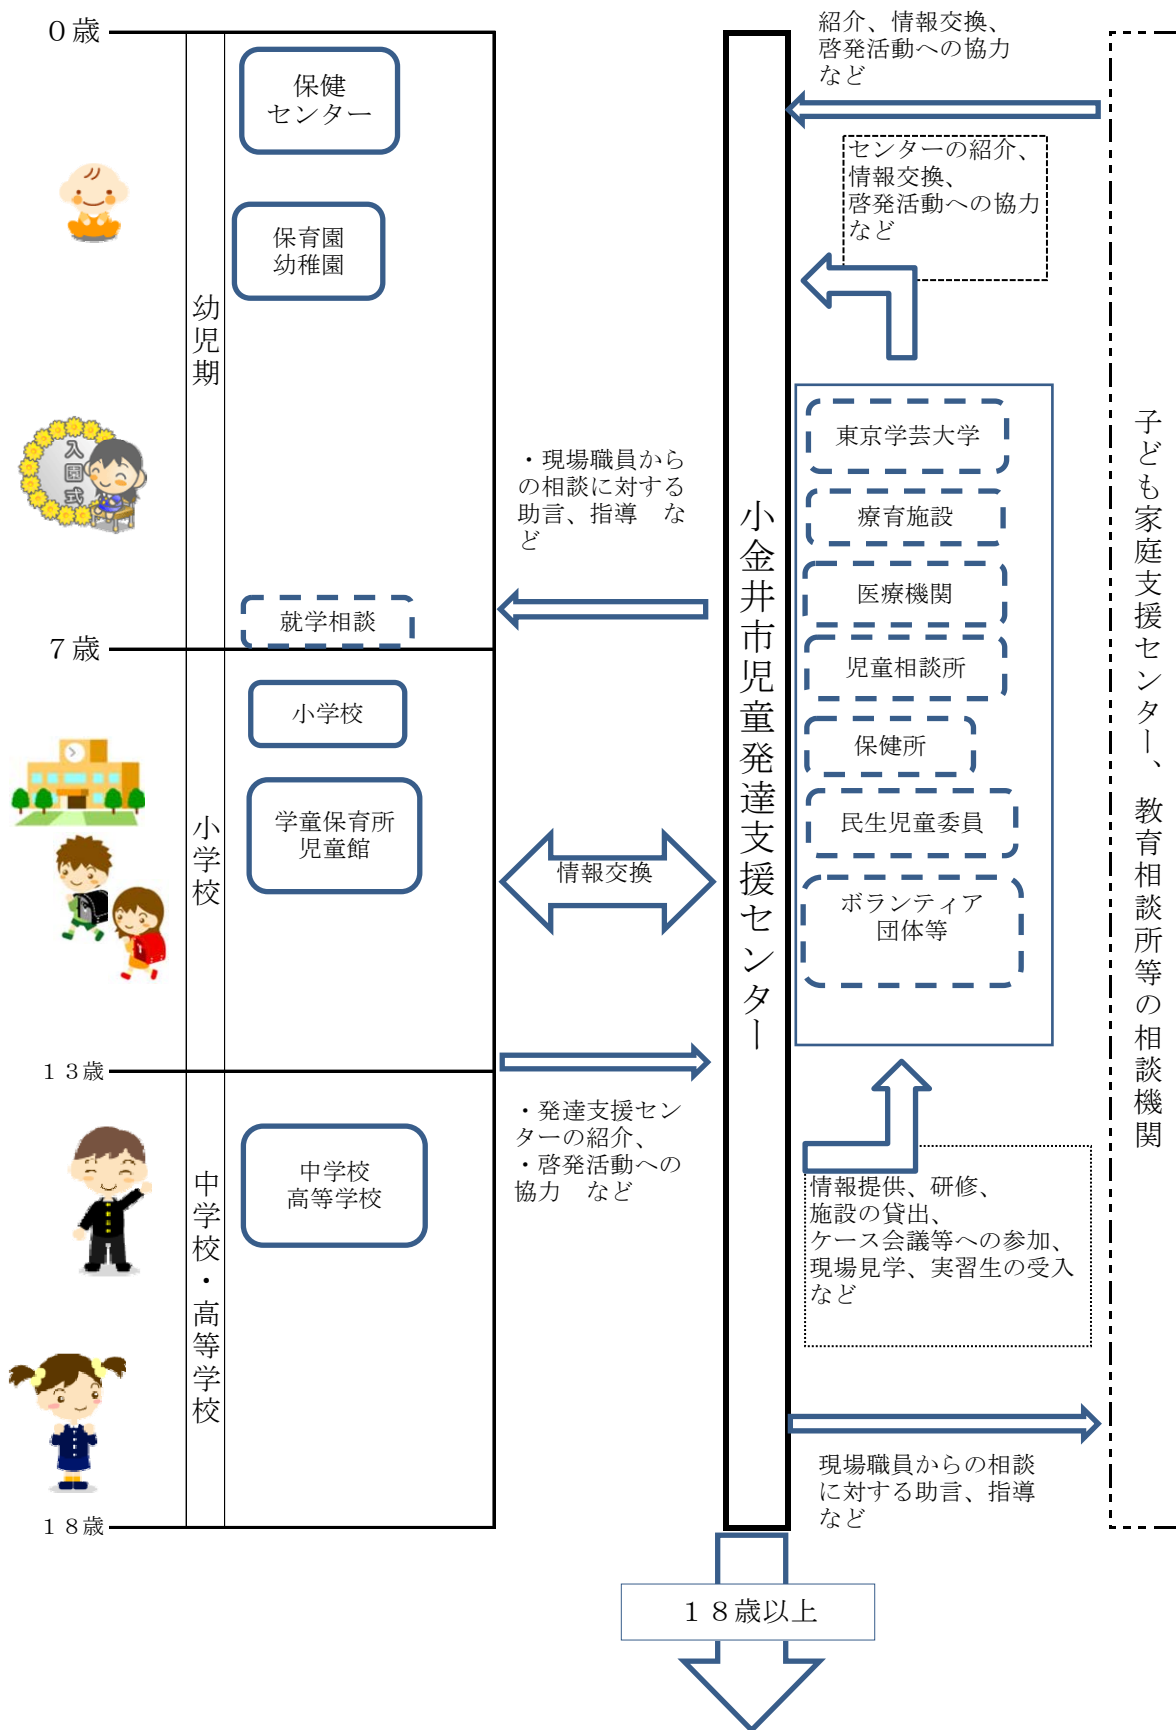 ０歳
保健
センター
保育園
幼稚園
幼児期
入園式
就学相談
７歳
小学校
学童保育所
児童館
小学校
１３歳
中学校
高等学校
中学校・高等学校
１８歳
・現場職員から
の相談に対する
助言、指導　な
ど
情報交換
・発達支援セン
ターの紹介、
・啓発活動への
協力　など
小金井市児童発達支援センター
１８歳以上
紹介、情報交換、
啓発活動への協力
など
センターの紹介、
情報交換、
啓発活動への協力
など
東京学芸大学
療育施設
医療機関
児童相談所
保健所
民生児童委員
ボランティア
団体等
情報提供、研修、
施設の貸出、
ケース会議等への参加、
現場見学、実習生の受入
など
現場職員からの相談
に対する助言、指導
など
子ども家庭支援センター、教育相談所等の相談機関